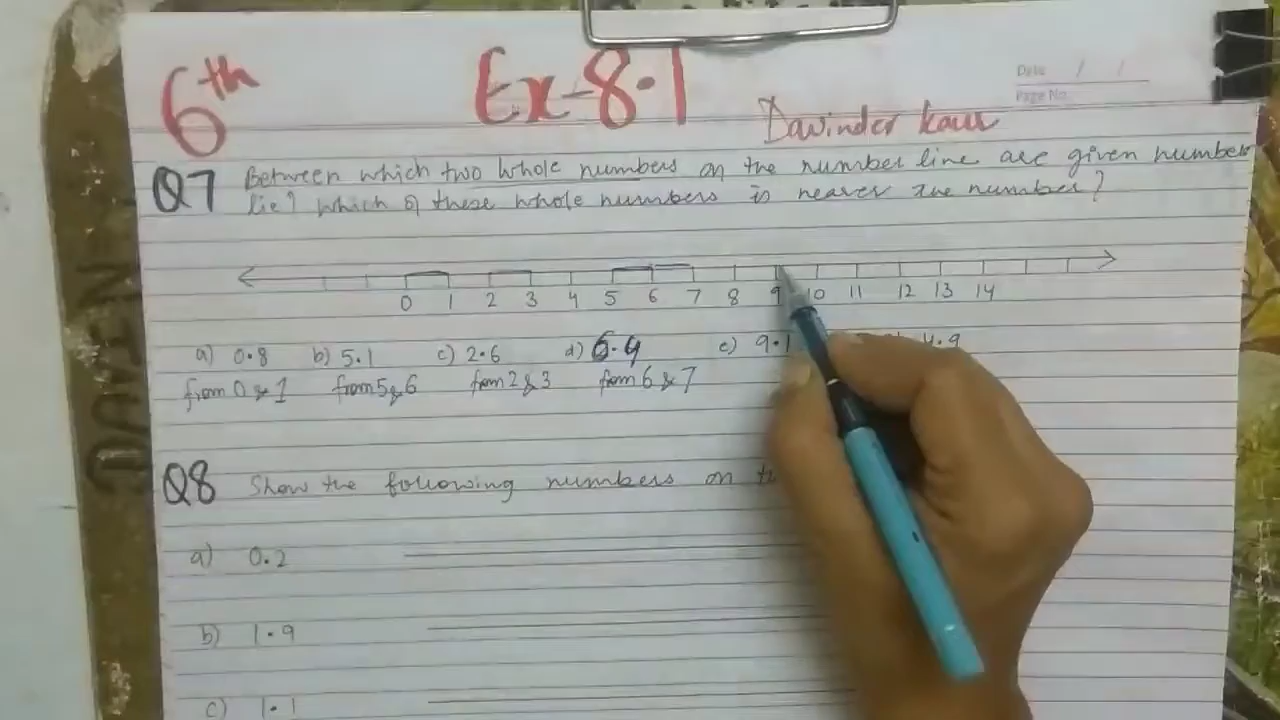 6th Ex-8.1
Date / /
Page No.
Davinder kaur
Q7 Between which two whole numbers on the number line are given number
lie? which of these whole numbers is nearer the number?
0 1 2 3 4 5 6 7 8 9 10 11 12 13 14
a) 0.8 b) 5.1 c) 2.6 d) 6.4 e) 9.1 4.9
from 0 & 1 from 5 & 6 from 2 & 3 from 6 & 7
Q8 Show the following numbers on
a) 0.2
b) 1.9
c) 1.1